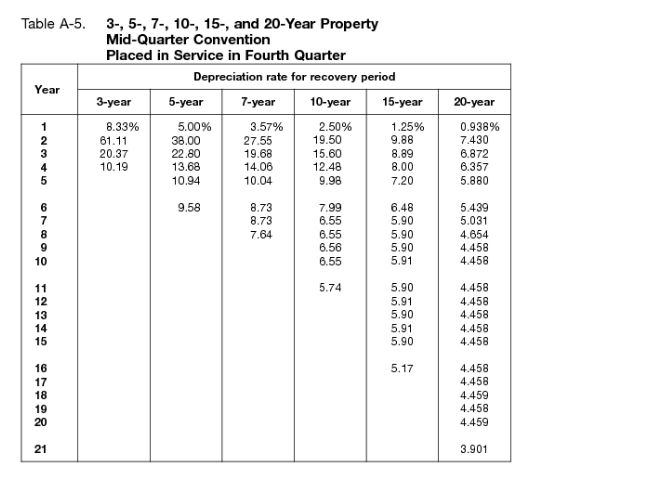 Table A-5. 3-, 5-, 7-, 10-, 15-, and 20-Year Property
Mid-Quarter Convention
Placed in Service in Fourth Quarter
Year Depreciation rate for recovery period
3-year 5-year 7-year 10-year 15-year 20-year
1 8.33% 5.00% 3.57% 2.50% 1.25% 0.938%
2 61.11 38.00 27.55 19.50 9.88 7.430
3 20.37 22.80 19.68 15.60 8.89 6.872
4 10.19 13.68 14.06 12.48 8.00 6.357
5 10.94 10.04 9.98 7.20 5.880
6 9.58 8.73 7.99 6.48 5.439
7 8.73 6.55 5.90 5.031
8 7.64 6.55 5.90 4.654
9 6.56 5.90 4.458
10 6.55 5.91 4.458
11 5.74 5.90 4.458
12 5.91 4.458
13 5.90 4.458
14 5.91 4.458
15 5.90 4.458
16 5.17 4.458
17 4.458
18 4.459
19 4.458
20 4.459
21 3.901